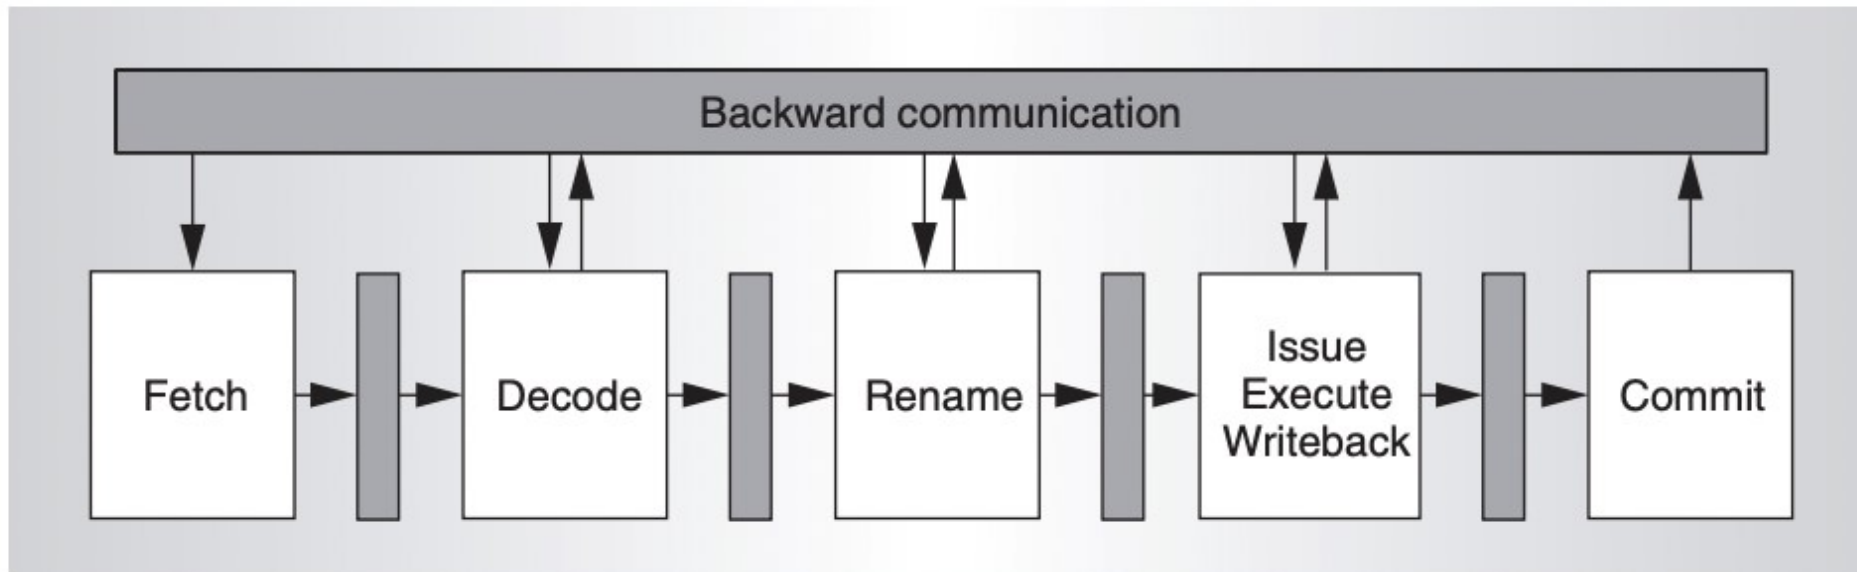 Backward communication
Fetch
Decode
Rename
Issue
Execute
Writeback
Commit